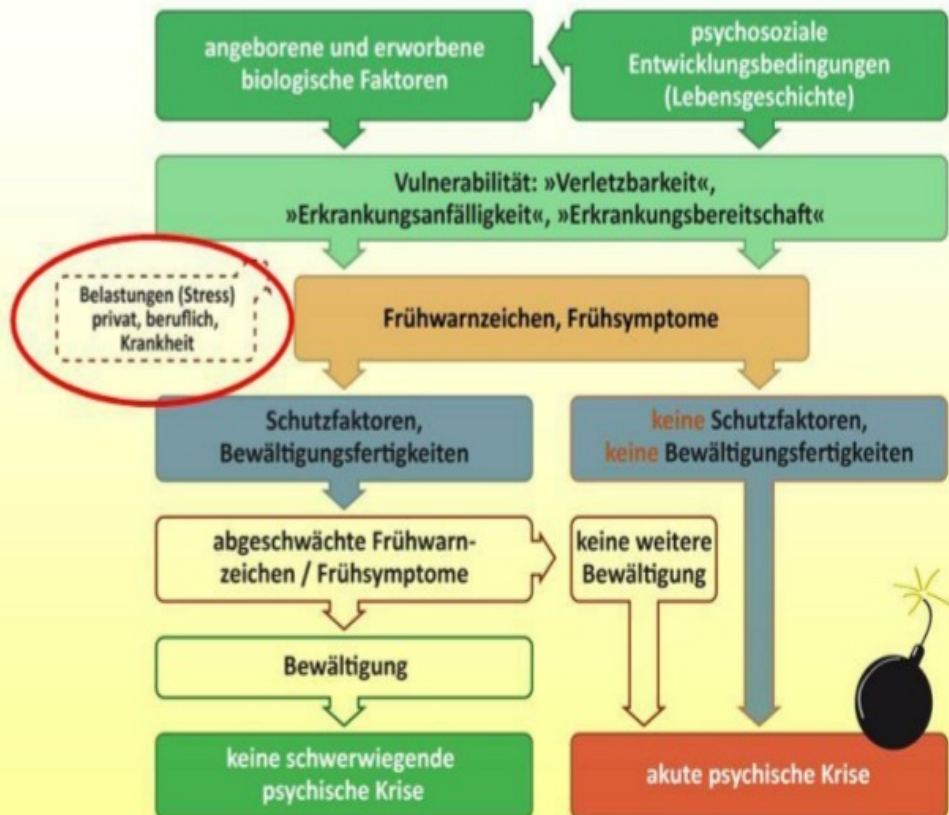 angeborene und erworbene
biologische Faktoren
psychosoziale
Entwicklungsbedingungen
(Lebensgeschichte)
Vulnerabilität: »Verletzbarkeit«,
»Erkrankungsanfälligkeit«, »Erkrankungsbereitschaft«
Belastungen (Stress)
privat, beruflich,
Krankheit
Frühwarnzeichen, Frühsymptome
Schutzfaktoren,
Bewältigungsfertigkeiten
keine Schutzfaktoren,
keine Bewältigungsfertigkeiten
abgeschwächte Frühwarn-
zeichen / Frühsymptome
keine weitere
Bewältigung
Bewältigung
keine schwerwiegende
psychische Krise
akute psychische Krise